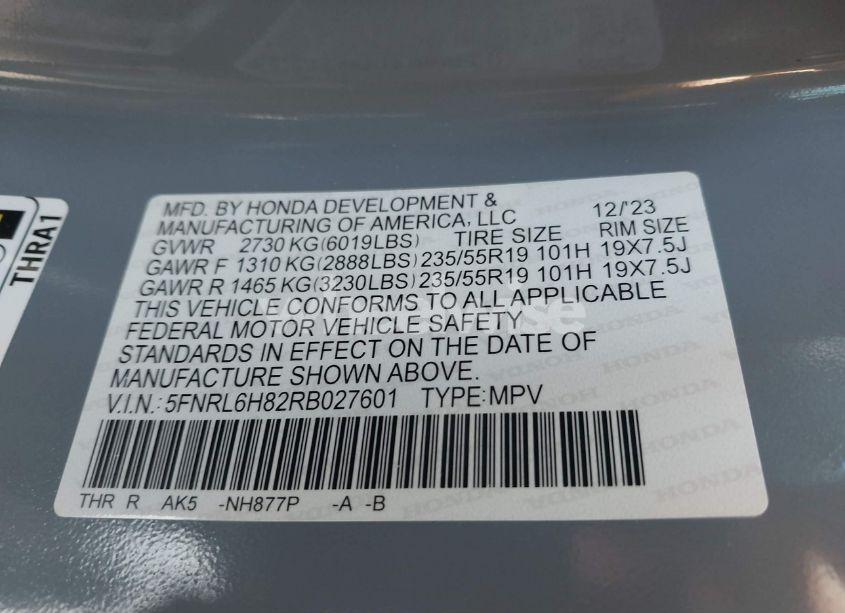 MFD. BY HONDA DEVELOPMENT &
MANUFACTURING OF AMERICA, LLC 12/'23
GVWR 2730 KG(6019LBS) TIRE SIZE RIM SIZE
GAWR F 1310 KG(2888LBS) 235/55R19 101H 19X7.5J
GAWR R 1465 KG(3230LBS) 235/55R19 101H 19X7.5J
THIS VEHICLE CONFORMS TO ALL APPLICABLE
FEDERAL MOTOR VEHICLE SAFETY
STANDARDS IN EFFECT ON THE DATE OF
MANUFACTURE SHOWN ABOVE.
V.I.N.: 5FNRL6H82RB027601 TYPE:MPV
THR R AK5 -NH877P -A -B
THRA1